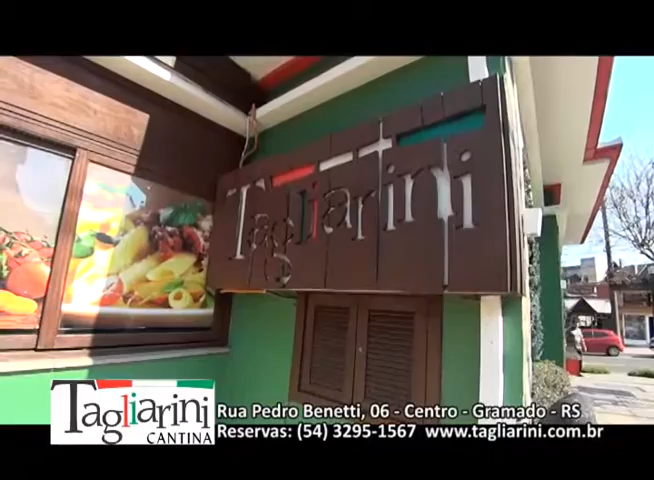 Tagliarini
Tagliarini
CANTINA
Rua Pedro Benetti, 06 - Centro - Gramado - RS
Reservas: (54) 3295-1567 www.tagliarini.com.br